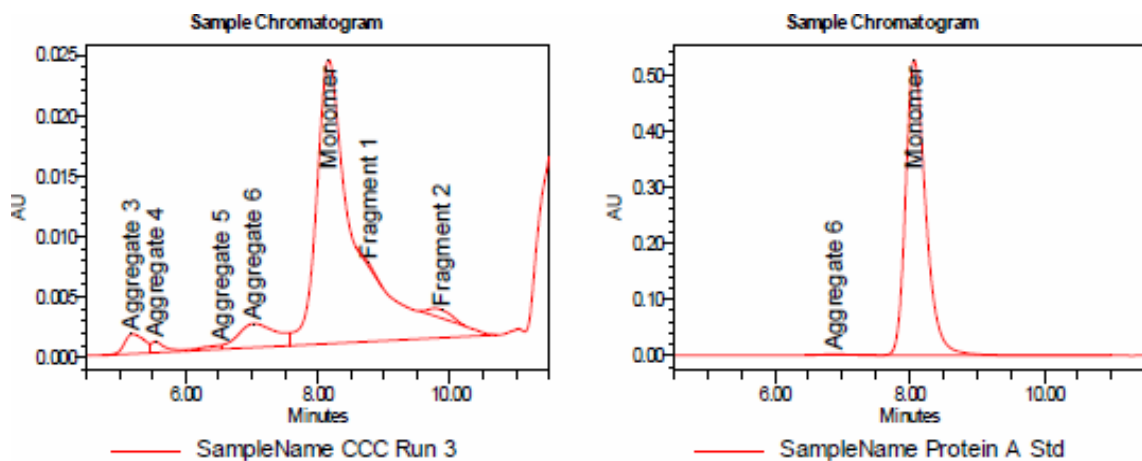 Sample Chromatogram
0.025
0.020
0.015
0.010
0.005
0.000
AU
Aggregate 3
Aggregate 4
Aggregate 5
Aggregate 6
Monomer
Fragment 1
Fragment 2
6.00 8.00 10.00
Minutes
SampleName CCC Run 3
Sample Chromatogram
0.50
0.40
0.30
0.20
0.10
0.00
AU
Aggregate 6
Monomer
6.00 8.00 10.00
Minutes
SampleName Protein A Std